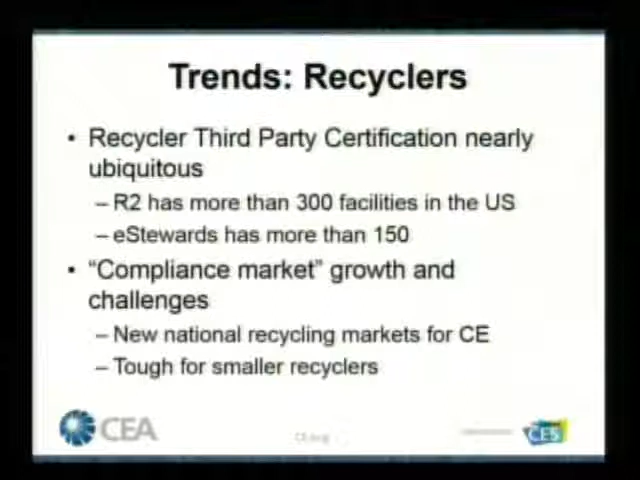 Trends: Recyclers
• Recycler Third Party Certification nearly
ubiquitous
– R2 has more than 300 facilities in the US
– eStewards has more than 150
• “Compliance market” growth and
challenges
– New national recycling markets for CE
– Tough for smaller recyclers
CEA
CES